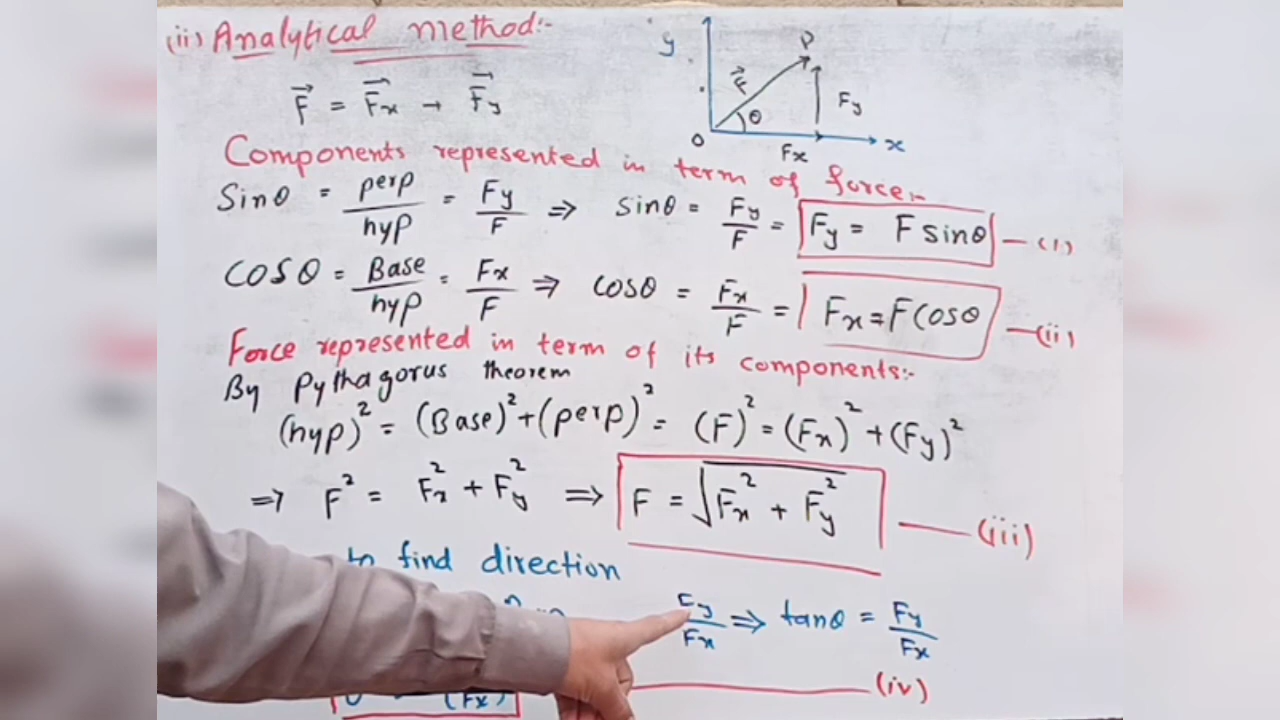 (ii) Analytical method:-
y
P
F⃗ = F⃗x + F⃗y
F⃗
θ
Fy
O
Fx
x
Components represented in term of force:-
Sinθ = perp/hyp = Fy/F ⇒ sinθ = Fy/F = Fy = F sinθ —(i)
COSθ = Base/hyp = Fx/F ⇒ cosθ = Fx/F = Fx = F Cosθ —(ii)
Force represented in term of its components:-
By Pythagorus theorem
(hyp)² = (Base)² + (perp)² = (F)² = (Fx)² + (Fy)²
⇒ F² = Fx² + Fy² ⇒ F = √Fx² + Fy² —(iii)
to find direction
Fy/Fx ⇒ tanθ = Fy/Fx
(Fx) —(iv)